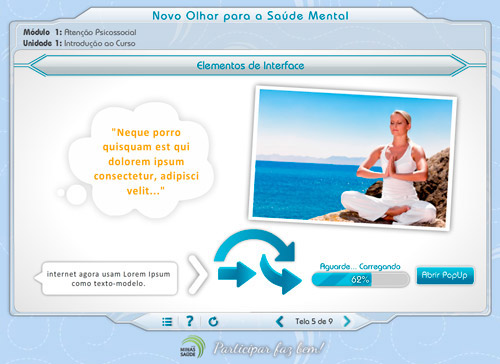 Novo Olhar para a Saúde Mental
Módulo 1: Atenção Psicossocial
Unidade 1: Introdução ao Curso
Elementos de Interface
"Neque porro
quisquam est qui
dolorem ipsum
consectetur, adipisci
velit..."
internet agora usam Lorem Ipsum
como texto-modelo.
Aguarde... Carregando
62%
Abrir PopUp
? Tela 5 de 9
MINAS
SAÚDE
Participar faz bem!